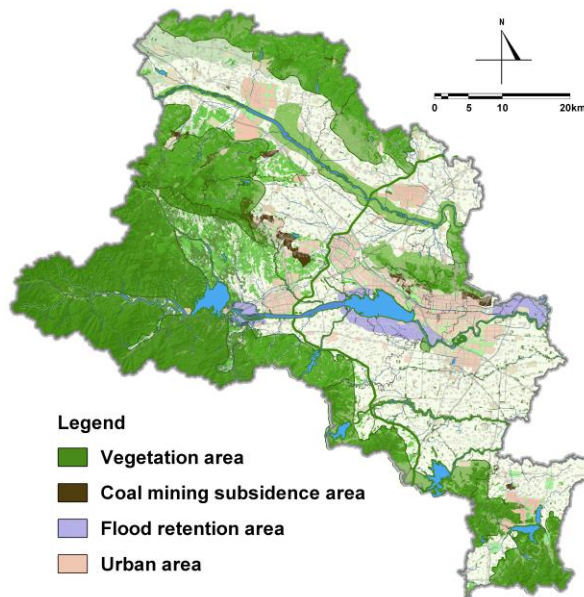 N
0 5 10 20km
Legend
Vegetation area
Coal mining subsidence area
Flood retention area
Urban area